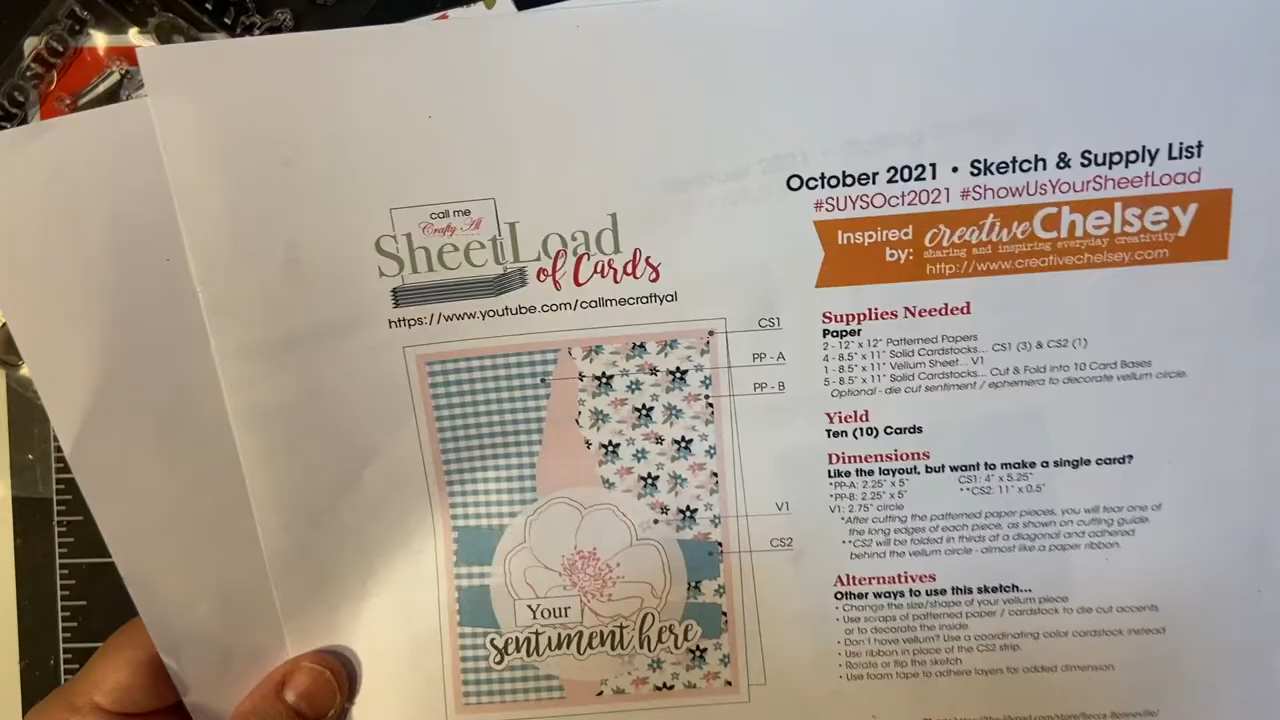 October 2021 • Sketch & Supply List
#SUYSOct2021 #ShowUsYourSheetLoad
Inspired by:
creativeChelsey
sharing and inspiring everyday creativity
http://www.creativechelsey.com
call me
Crafty Al!
SheetLoad
of Cards
https://www.youtube.com/callmecraftyal
CS1
PP - A
PP - B
V1
CS2
Your
sentiment here
Supplies Needed
Paper
2 - 12" x 12" Patterned Papers
4 - 8.5" x 11" Solid Cardstocks... CS1 (3) & CS2 (1)
1 - 8.5" x 11" Vellum Sheet... V1
5 - 8.5" x 11" Solid Cardstocks... Cut & Fold into 10 Card Bases
Optional - die cut sentiment / ephemera to decorate vellum circle.
Yield
Ten (10) Cards
Dimensions
Like the layout, but want to make a single card?
*PP-A: 2.25" x 5" CS1: 4" x 5.25"
*PP-B: 2.25" x 5" **CS2: 11" x 0.5"
V1: 2.75" circle
*After cutting the patterned paper pieces, you will tear one of
the long edges of each piece, as shown on cutting guide.
**CS2 will be folded in thirds at a diagonal and adhered
behind the vellum circle - almost like a paper ribbon.
Alternatives
Other ways to use this sketch...
• Change the size/shape of your vellum piece
• Use scraps of patterned paper / cardstock to die cut accents
or to decorate the inside
• Don't have vellum? Use a coordinating color cardstock instead
• Use ribbon in place of the CS2 strip.
• Rotate or flip the sketch
• Use foam tape to adhere layers for added dimension